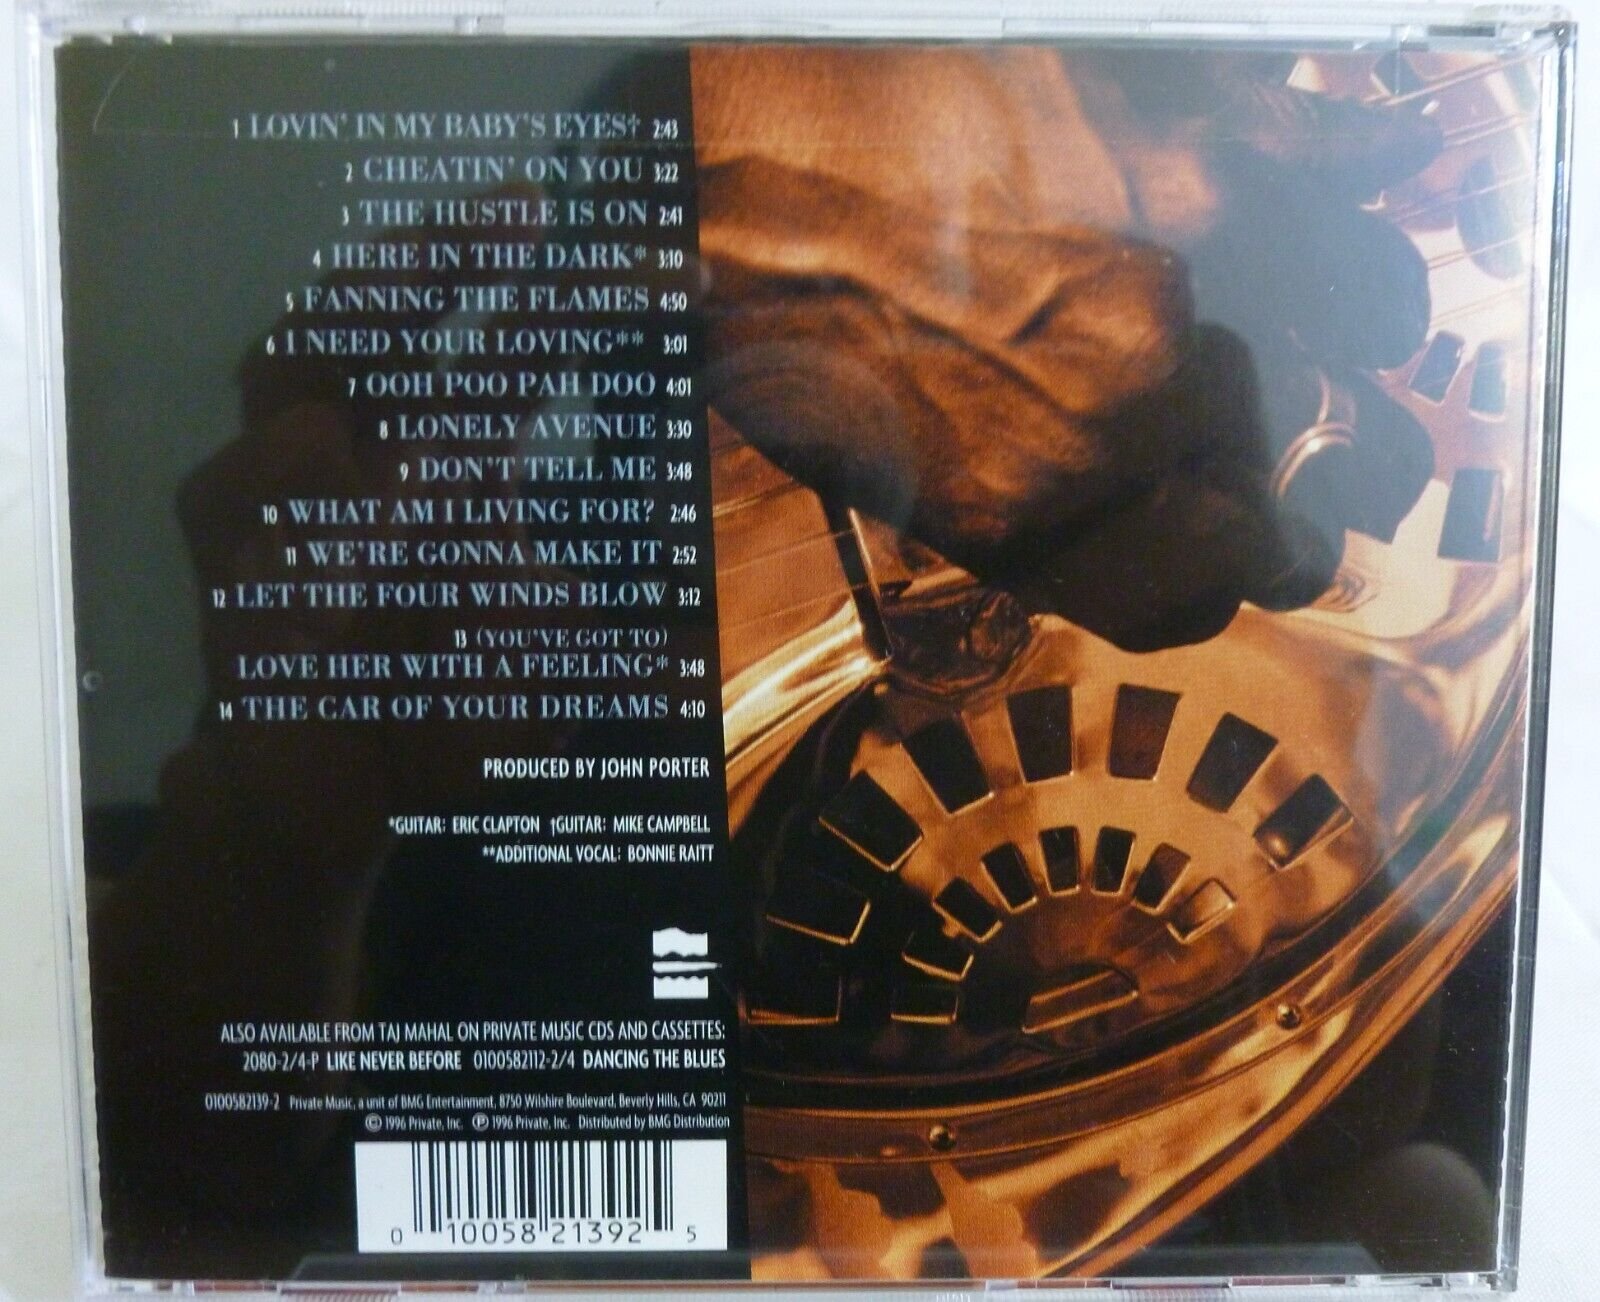 1 LOVIN' IN MY BABY'S EYES† 2:43
2 CHEATIN' ON YOU 3:22
3 THE HUSTLE IS ON 2:41
4 HERE IN THE DARK* 3:10
5 FANNING THE FLAMES 4:50
6 I NEED YOUR LOVING** 3:01
7 OOH POO PAH DOO 4:01
8 LONELY AVENUE 3:30
9 DON'T TELL ME 3:48
10 WHAT AM I LIVING FOR? 2:46
11 WE'RE GONNA MAKE IT 2:52
12 LET THE FOUR WINDS BLOW 3:12
13 (YOU'VE GOT TO)
LOVE HER WITH A FEELING* 3:48
14 THE CAR OF YOUR DREAMS 4:10
PRODUCED BY JOHN PORTER
*GUITAR: ERIC CLAPTON †GUITAR: MIKE CAMPBELL
**ADDITIONAL VOCAL: BONNIE RAITT
ALSO AVAILABLE FROM TAJ MAHAL ON PRIVATE MUSIC CDS AND CASSETTES:
2080-2/4-P LIKE NEVER BEFORE 0100582112-2/4 DANCING THE BLUES
0100582139-2 Private Music, a unit of BMG Entertainment, 8750 Wilshire Boulevard, Beverly Hills, CA 90211
© 1996 Private, Inc. ℗ 1996 Private, Inc. Distributed by BMG Distribution
0 10058 21392 5